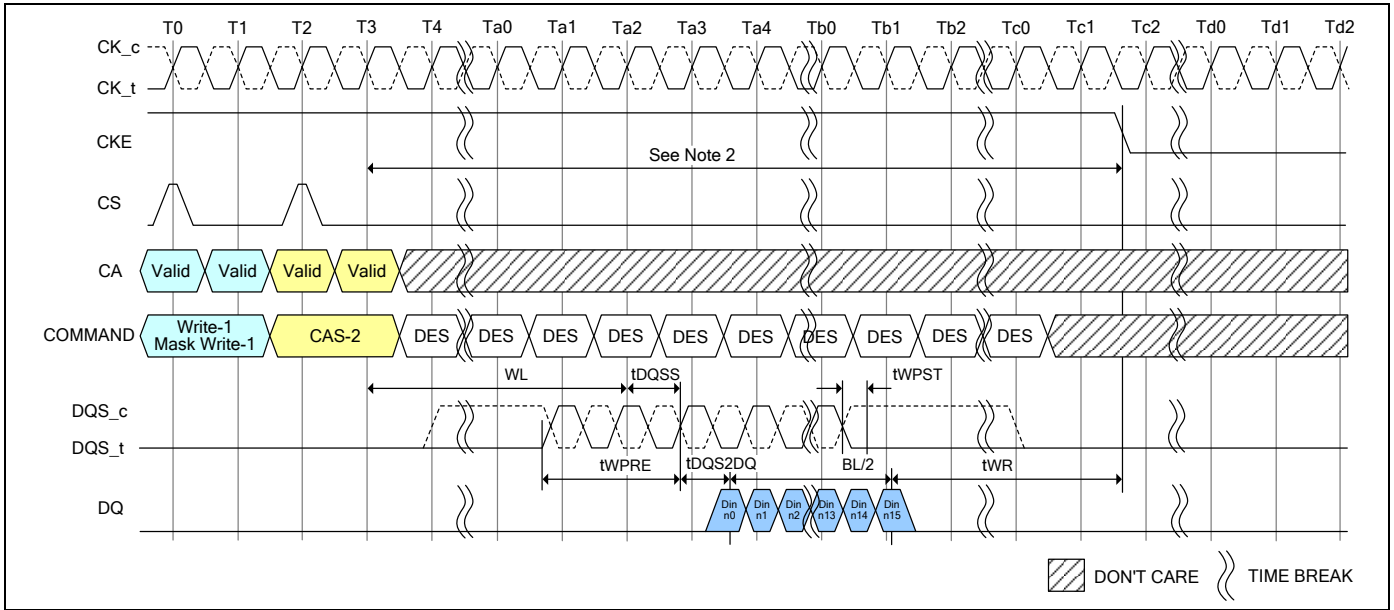 T0 T1 T2 T3 T4 Ta0 Ta1 Ta2 Ta3 Ta4 Tb0 Tb1 Tb2 Tc0 Tc1 Tc2 Td0 Td1 Td2
CK_c
CK_t
CKE
See Note 2
CS
CA Valid Valid Valid Valid
COMMAND Write-1 Mask Write-1 CAS-2 DES DES DES DES DES DES DES DES DES DES
WL tDQSS tWPST
DQS_c
DQS_t
tWPRE tDQS2DQ BL/2 tWR
DQ Din n0 Din n1 Din n2 Din n13 Din n14 Din n15
DON'T CARE TIME BREAK